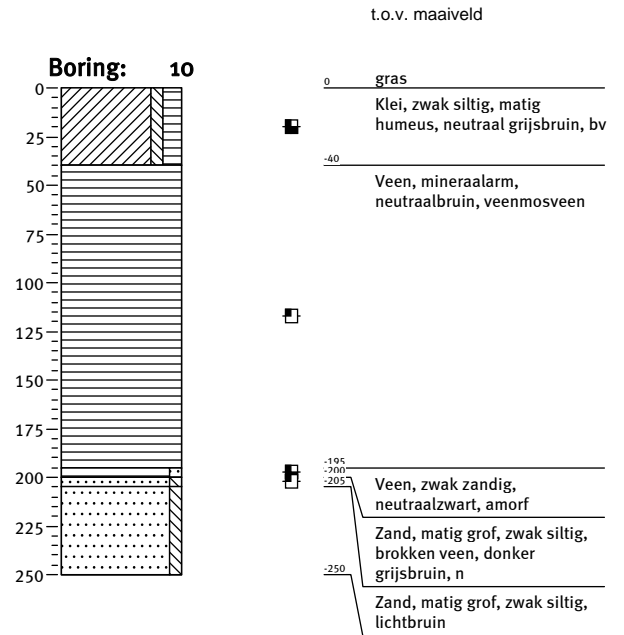 t.o.v. maaiveld
Boring: 10
0
25
50
75
100
125
150
175
200
225
250
0
gras
Klei, zwak siltig, matig
humeus, neutraal grijsbruin, bv
-40
Veen, mineraalarm,
neutraalbruin, veenmosveen
-195
-200
-205
Veen, zwak zandig,
neutraalzwart, amorf
Zand, matig grof, zwak siltig,
brokken veen, donker
grijsbruin, n
-250
Zand, matig grof, zwak siltig,
lichtbruin